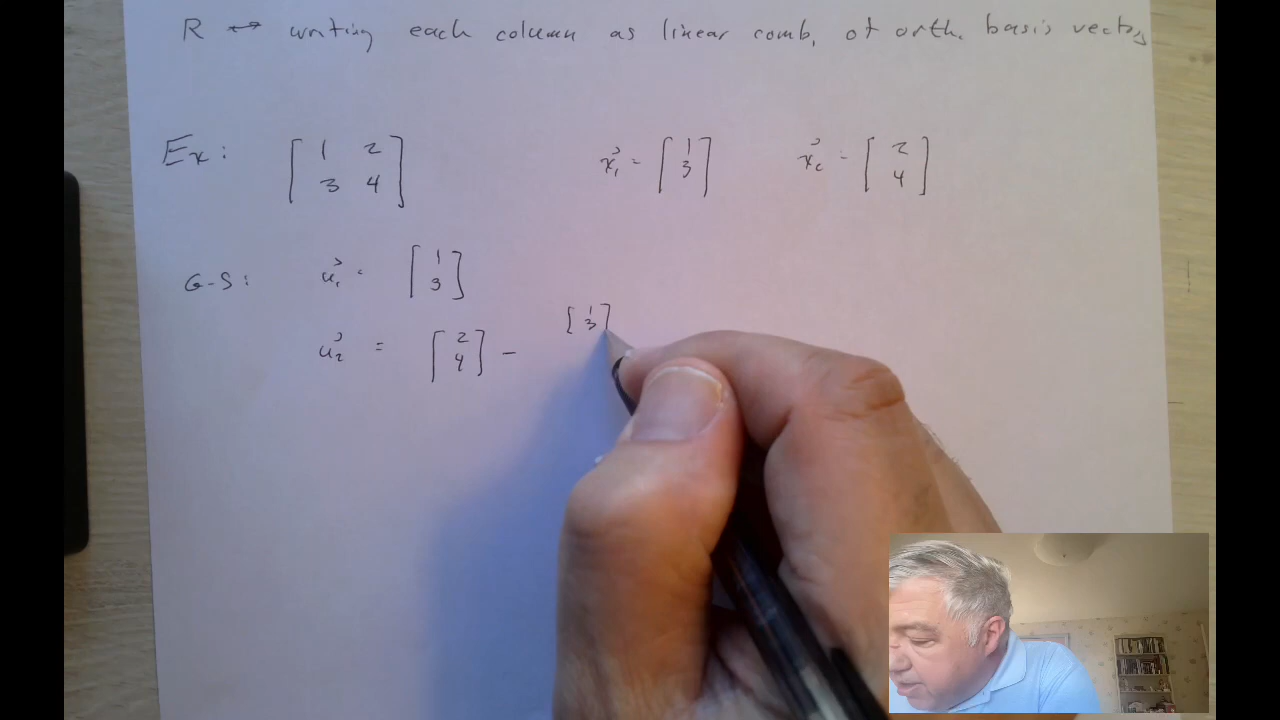 R ↔ writing each column as linear comb. of orth. basis vectors
Ex: [1 2; 3 4] x⃗₁ = [1; 3] x⃗₂ = [2; 4]
G-S: u⃗₁ = [1; 3]
u⃗₂ = [2; 4] - [1; 3]